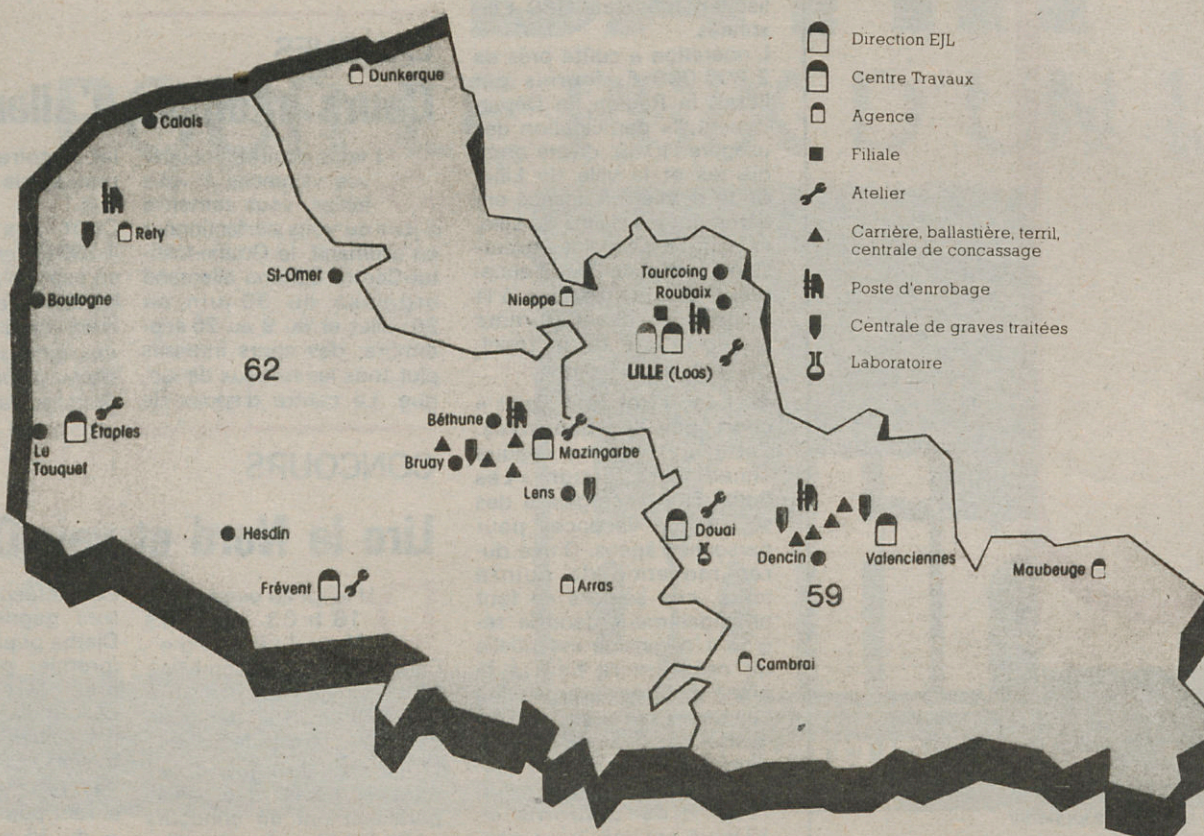 Direction EJL
Centre Travaux
Agence
Filiale
Atelier
Carrière, ballastière, terril,
centrale de concassage
Poste d'enrobage
Centrale de graves traitées
Laboratoire
Dunkerque
Calais
Rety
St-Omer
Boulogne
Nieppe
Tourcoing
Roubaix
LILLE (Loos)
62
Étaples
Le
Touquet
Béthune
Bruay
Mazingarbe
Lens
Hesdin
Frévent
Arras
Douai
Dencin
Valenciennes
59
Maubeuge
Cambrai